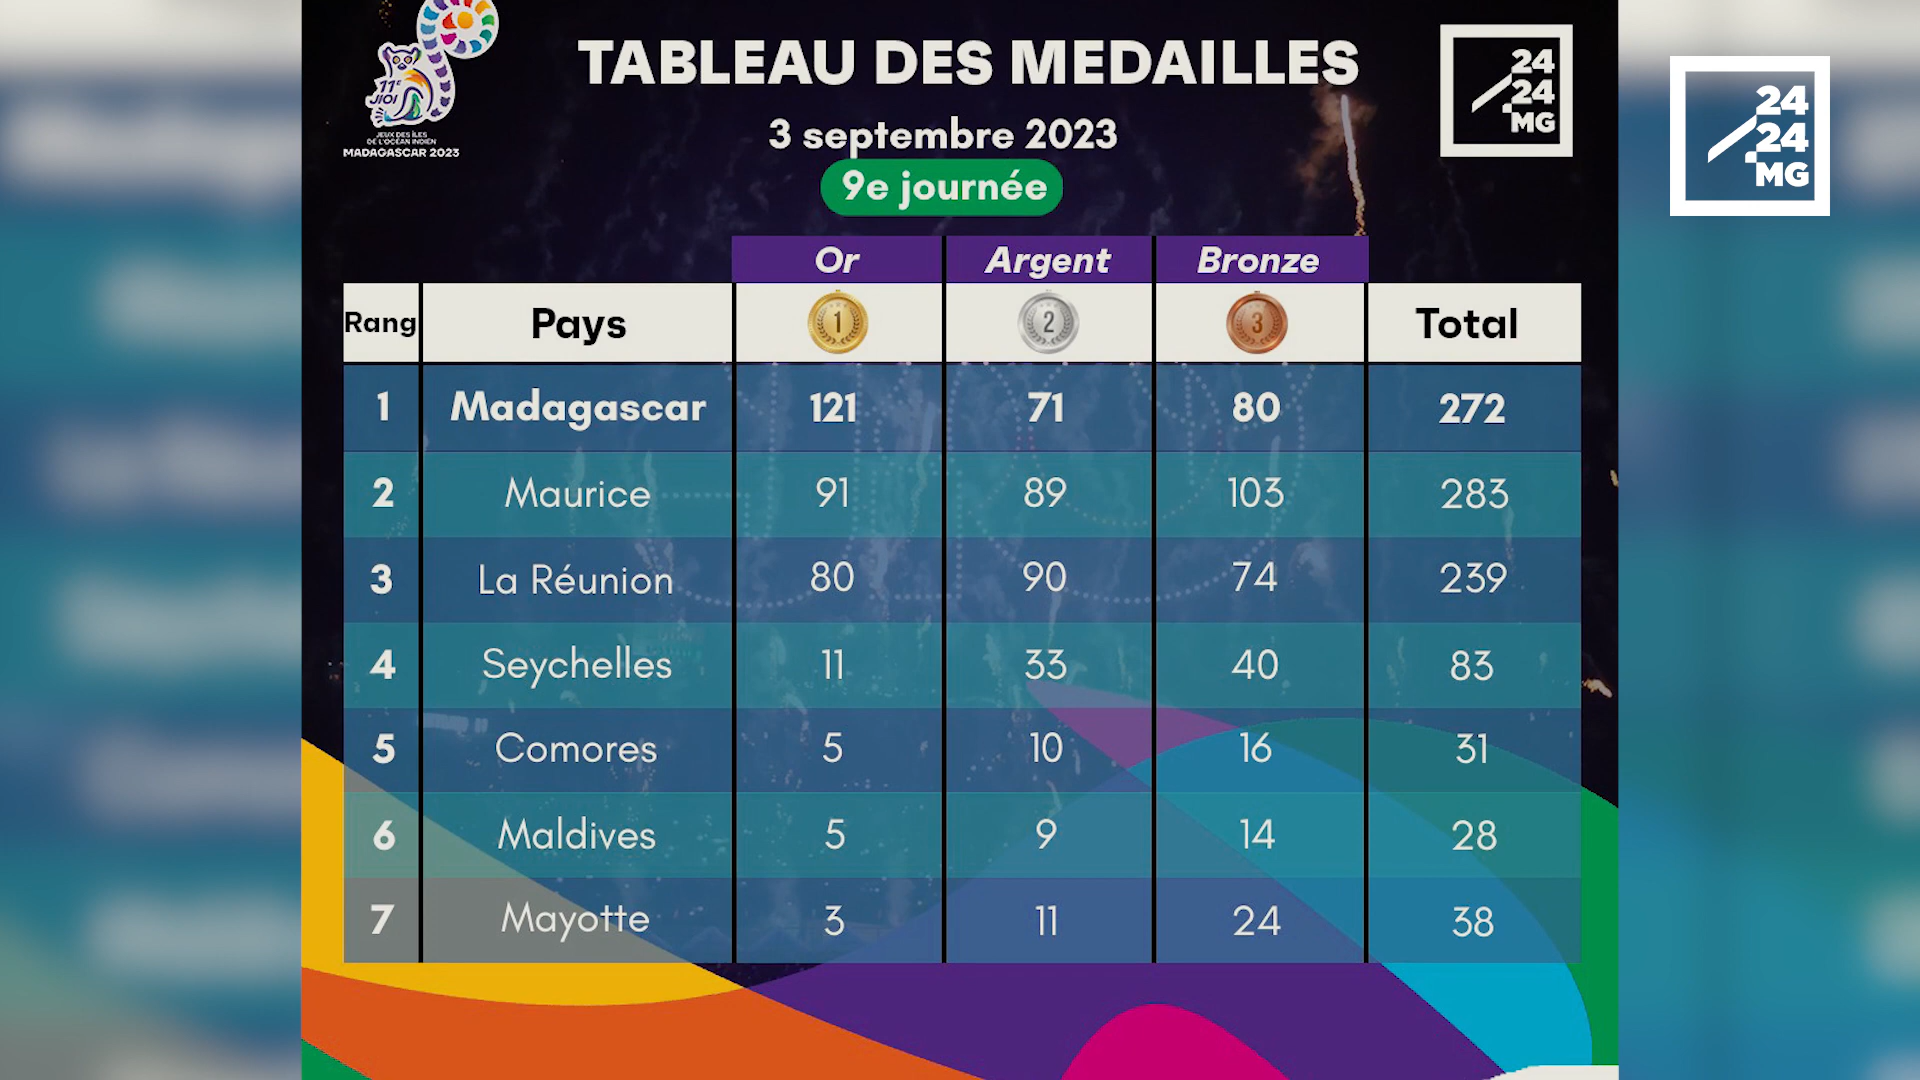 11e
JIOI
JEUX DES ÎLES
DE L'OCÉAN INDIEN
MADAGASCAR 2023
TABLEAU DES MEDAILLES
3 septembre 2023
9e journée
24
24
MG
24
24
MG
Or Argent Bronze
Rang Pays 1 2 3 Total
1 Madagascar 121 71 80 272
2 Maurice 91 89 103 283
3 La Réunion 80 90 74 239
4 Seychelles 11 33 40 83
5 Comores 5 10 16 31
6 Maldives 5 9 14 28
7 Mayotte 3 11 24 38